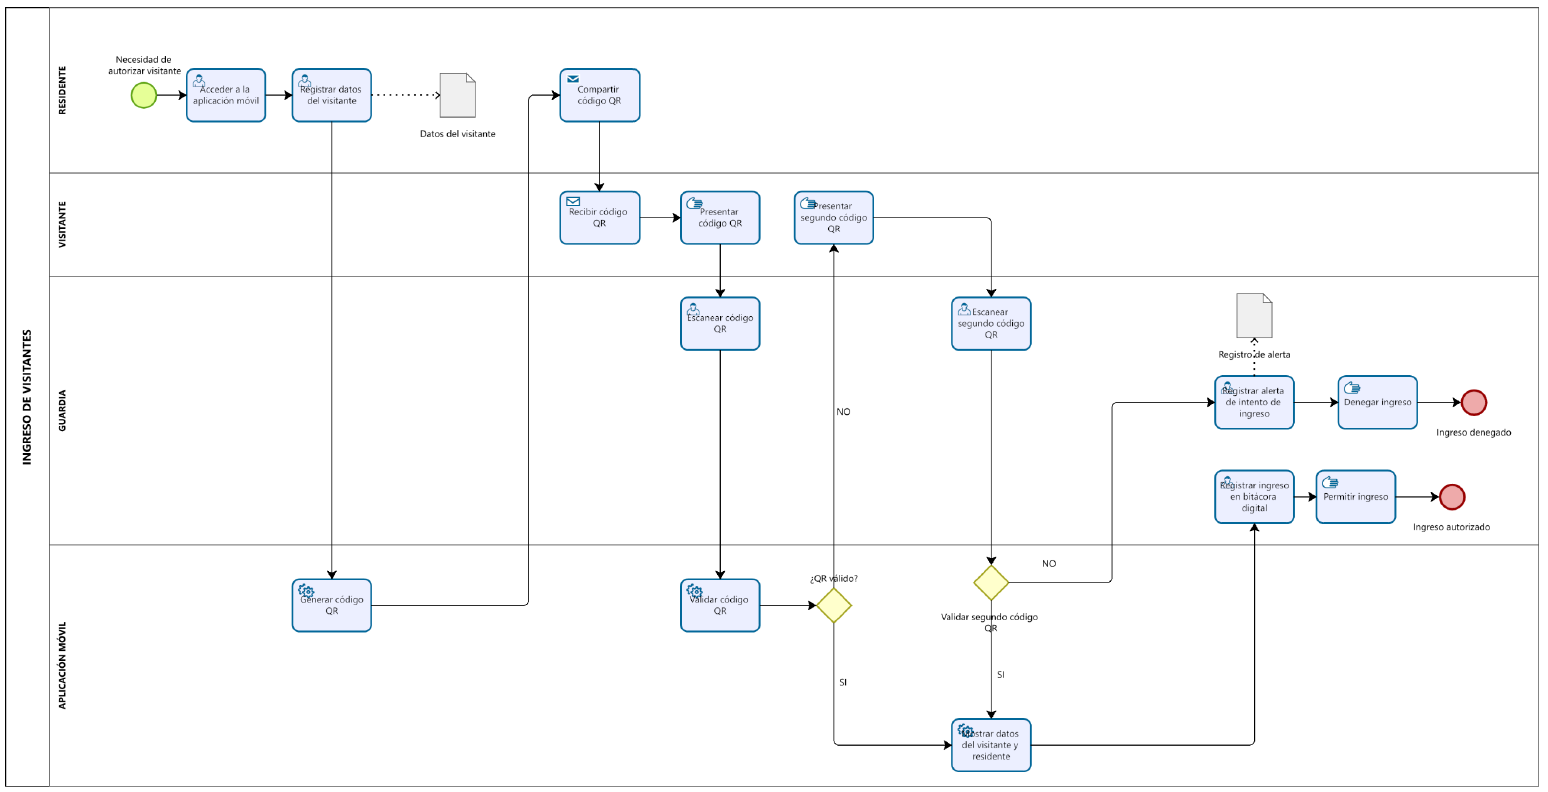 INGRESO DE VISITANTES
RESIDENTE
Necesidad de
autorizar visitante
Acceder a la
aplicación móvil
Registrar datos
del visitante
Datos del visitante
Compartir
código QR
VISITANTE
Recibir código
QR
Presentar
código QR
Presentar
segundo código
QR
GUARDIA
Escanear código
QR
Escanear
segundo código
QR
NO
Registro de alerta
Registrar alerta
de intento de
ingreso
Denegar ingreso
Ingreso denegado
Registrar ingreso
en bitácora
digital
Permitir ingreso
Ingreso autorizado
APLICACIÓN MÓVIL
Generar código
QR
Validar código
QR
¿QR válido?
NO
Validar segundo código
QR
SI
SI
Mostrar datos
del visitante y
residente